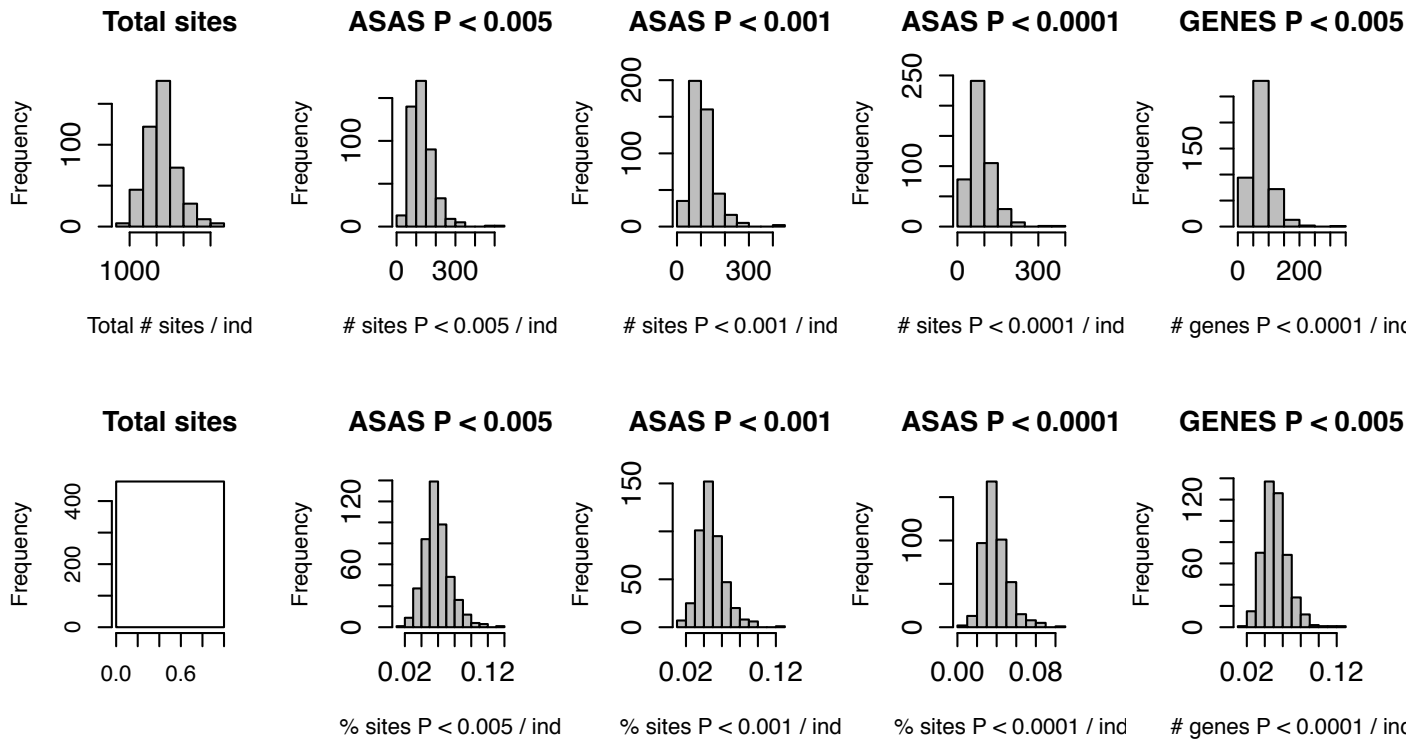 Total sites
Frequency
0
100
1000
Total # sites / ind
ASAS P < 0.005
Frequency
0
100
0 300
# sites P < 0.005 / ind
ASAS P < 0.001
Frequency
0
100
200
0 300
# sites P < 0.001 / ind
ASAS P < 0.0001
Frequency
0
100
250
0 300
# sites P < 0.0001 / ind
GENES P < 0.005
Frequency
0
150
0 200
# genes P < 0.0001 / ind
Total sites
Frequency
0
200
400
0.0 0.6
ASAS P < 0.005
Frequency
0
60
120
0.02 0.12
% sites P < 0.005 / ind
ASAS P < 0.001
Frequency
0
50
150
0.02 0.12
% sites P < 0.001 / ind
ASAS P < 0.0001
Frequency
0
100
0.00 0.08
% sites P < 0.0001 / ind
GENES P < 0.005
Frequency
0
60
120
0.02 0.12
# genes P < 0.0001 / ind